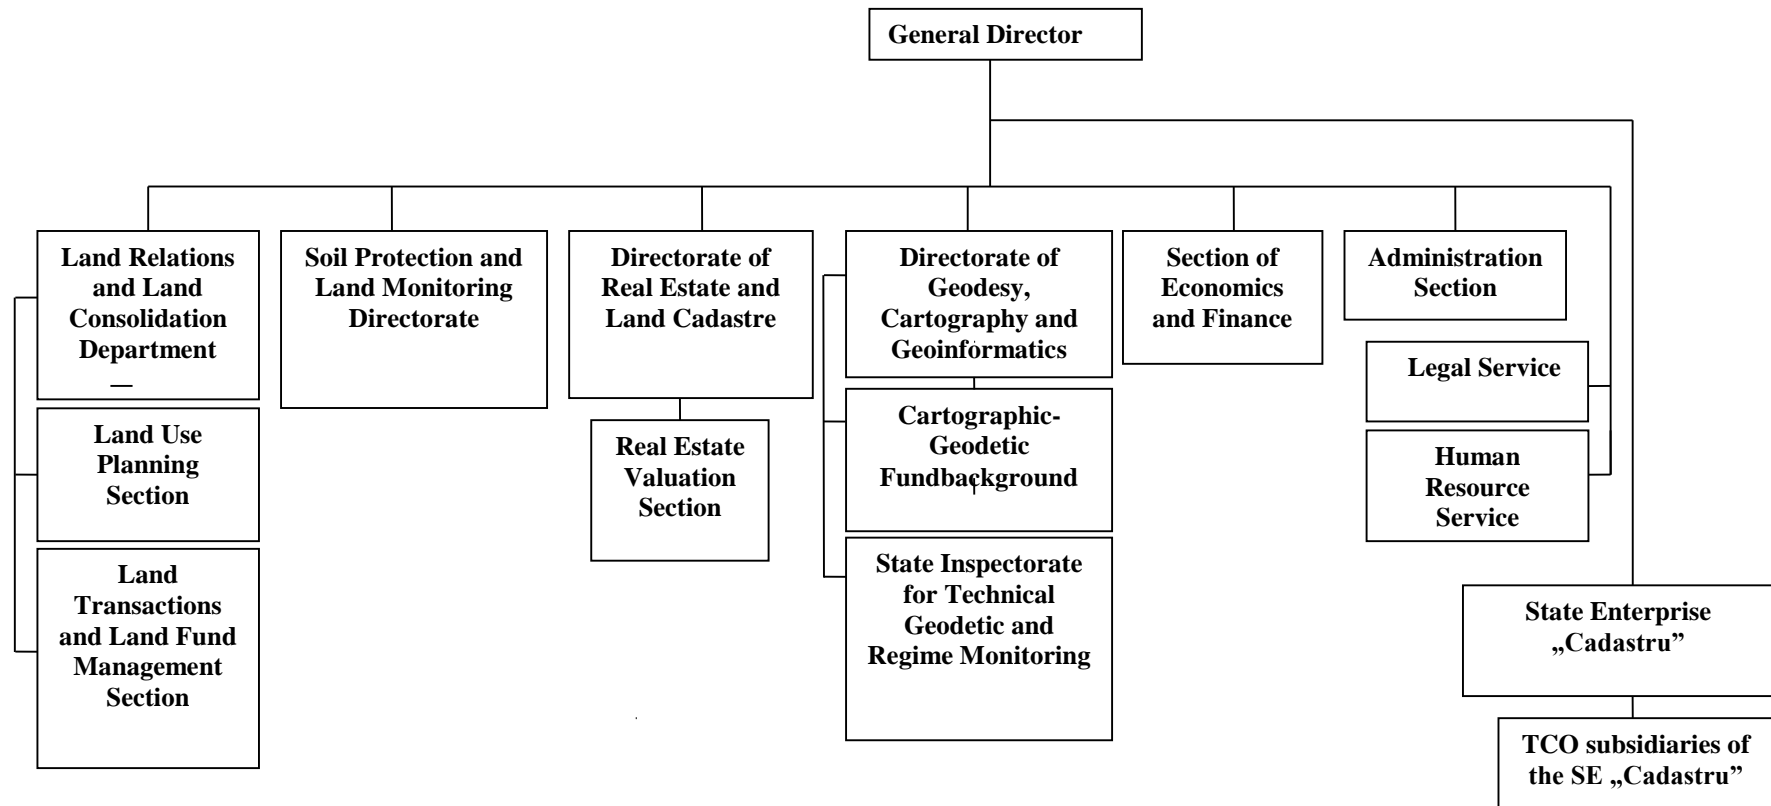 General Director
Land Relations
and Land
Consolidation
Department
Soil Protection and
Land Monitoring
Directorate
Directorate of
Real Estate and
Land Cadastre
Directorate of
Geodesy,
Cartography and
Geoinformatics
Section of
Economics
and Finance
Administration
Section
Legal Service
Human
Resource
Service
Land Use
Planning
Section
Real Estate
Valuation
Section
Cartographic-
Geodetic
Fundbackground
Land
Transactions
and Land Fund
Management
Section
State Inspectorate
for Technical
Geodetic and
Regime Monitoring
State Enterprise
„Cadastru”
TCO subsidiaries of
the SE „Cadastru”